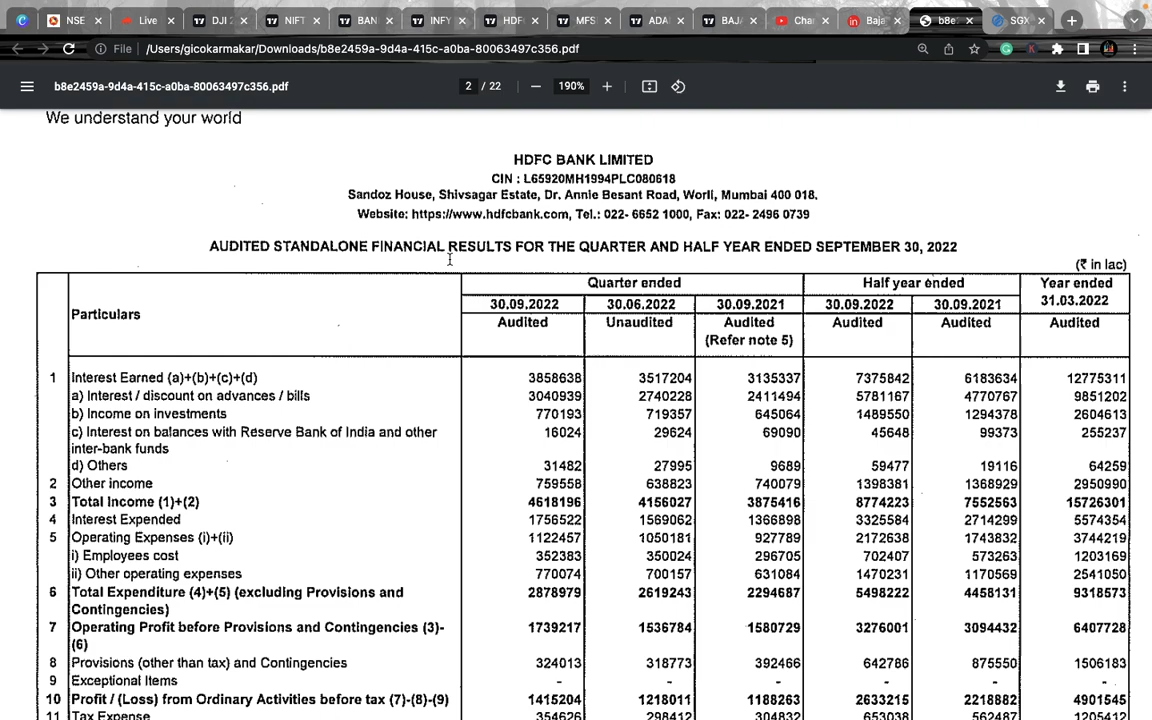 NSE Live DJI 2 NIFT BAN INFY HDF MFS ADA BAJA Cha Baja b8e SGX
File /Users/gicokarmakar/Downloads/b8e2459a-9d4a-415c-a0ba-80063497c356.pdf
b8e2459a-9d4a-415c-a0ba-80063497c356.pdf 2 / 22 190%
We understand your world
HDFC BANK LIMITED
CIN : L65920MH1994PLC080618
Sandoz House, Shivsagar Estate, Dr. Annie Besant Road, Worli, Mumbai 400 018.
Website: https://www.hdfcbank.com, Tel.: 022- 6652 1000, Fax: 022- 2496 0739
AUDITED STANDALONE FINANCIAL RESULTS FOR THE QUARTER AND HALF YEAR ENDED SEPTEMBER 30, 2022
(₹ in lac)
Particulars
Quarter ended Half year ended Year ended
30.09.2022 30.06.2022 30.09.2021 30.09.2022 30.09.2021 31.03.2022
Audited Unaudited Audited Audited Audited Audited
(Refer note 5)
1 Interest Earned (a)+(b)+(c)+(d) 3858638 3517204 3135337 7375842 6183634 12775311
a) Interest / discount on advances / bills 3040939 2740228 2411494 5781167 4770767 9851202
b) Income on investments 770193 719357 645064 1489550 1294378 2604613
c) Interest on balances with Reserve Bank of India and other 16024 29624 69090 45648 99373 255237
inter-bank funds
d) Others 31482 27995 9689 59477 19116 64259
2 Other income 759558 638823 740079 1398381 1368929 2950990
3 Total Income (1)+(2) 4618196 4156027 3875416 8774223 7552563 15726301
4 Interest Expended 1756522 1569062 1366898 3325584 2714299 5574354
5 Operating Expenses (i)+(ii) 1122457 1050181 927789 2172638 1743832 3744219
i) Employees cost 352383 350024 296705 702407 573263 1203169
ii) Other operating expenses 770074 700157 631084 1470231 1170569 2541050
6 Total Expenditure (4)+(5) (excluding Provisions and 2878979 2619243 2294687 5498222 4458131 9318573
Contingencies)
7 Operating Profit before Provisions and Contingencies (3)- 1739217 1536784 1580729 3276001 3094432 6407728
(6)
8 Provisions (other than tax) and Contingencies 324013 318773 392466 642786 875550 1506183
9 Exceptional Items - - - - - -
10 Profit / (Loss) from Ordinary Activities before tax (7)-(8)-(9) 1415204 1218011 1188263 2633215 2218882 4901545
11 Tax Expense 354626 298412 304832 653038 562487 1205412